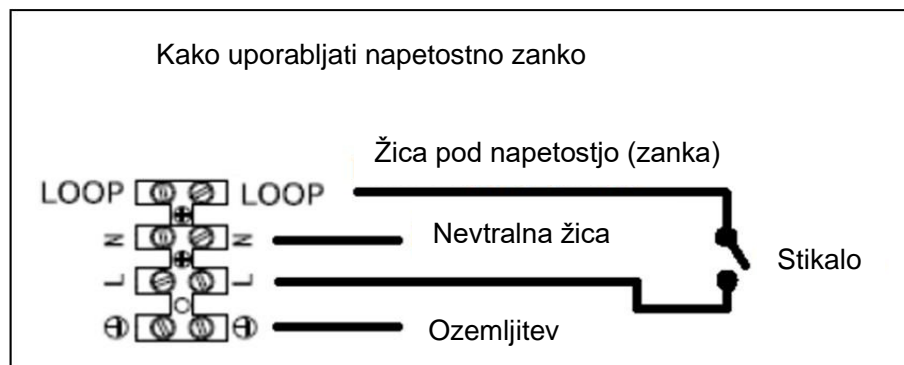 Kako uporabljati napetostno zanko
Žica pod napetostjo (zanka)
LOOP LOOP
N N Nevtralna žica
Stikalo
L L
Ozemljitev